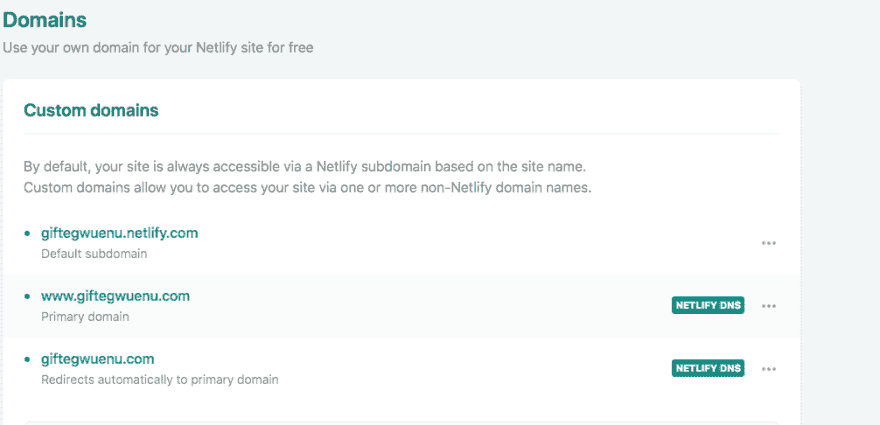 Domains
Use your own domain for your Netlify site for free
Custom domains
By default, your site is always accessible via a Netlify subdomain based on the site name.
Custom domains allow you to access your site via one or more non-Netlify domain names.
giftegwuenu.netlify.com
Default subdomain
www.giftegwuenu.com
NETLIFY DNS
Primary domain
giftegwuenu.com
NETLIFY DNS
Redirects automatically to primary domain